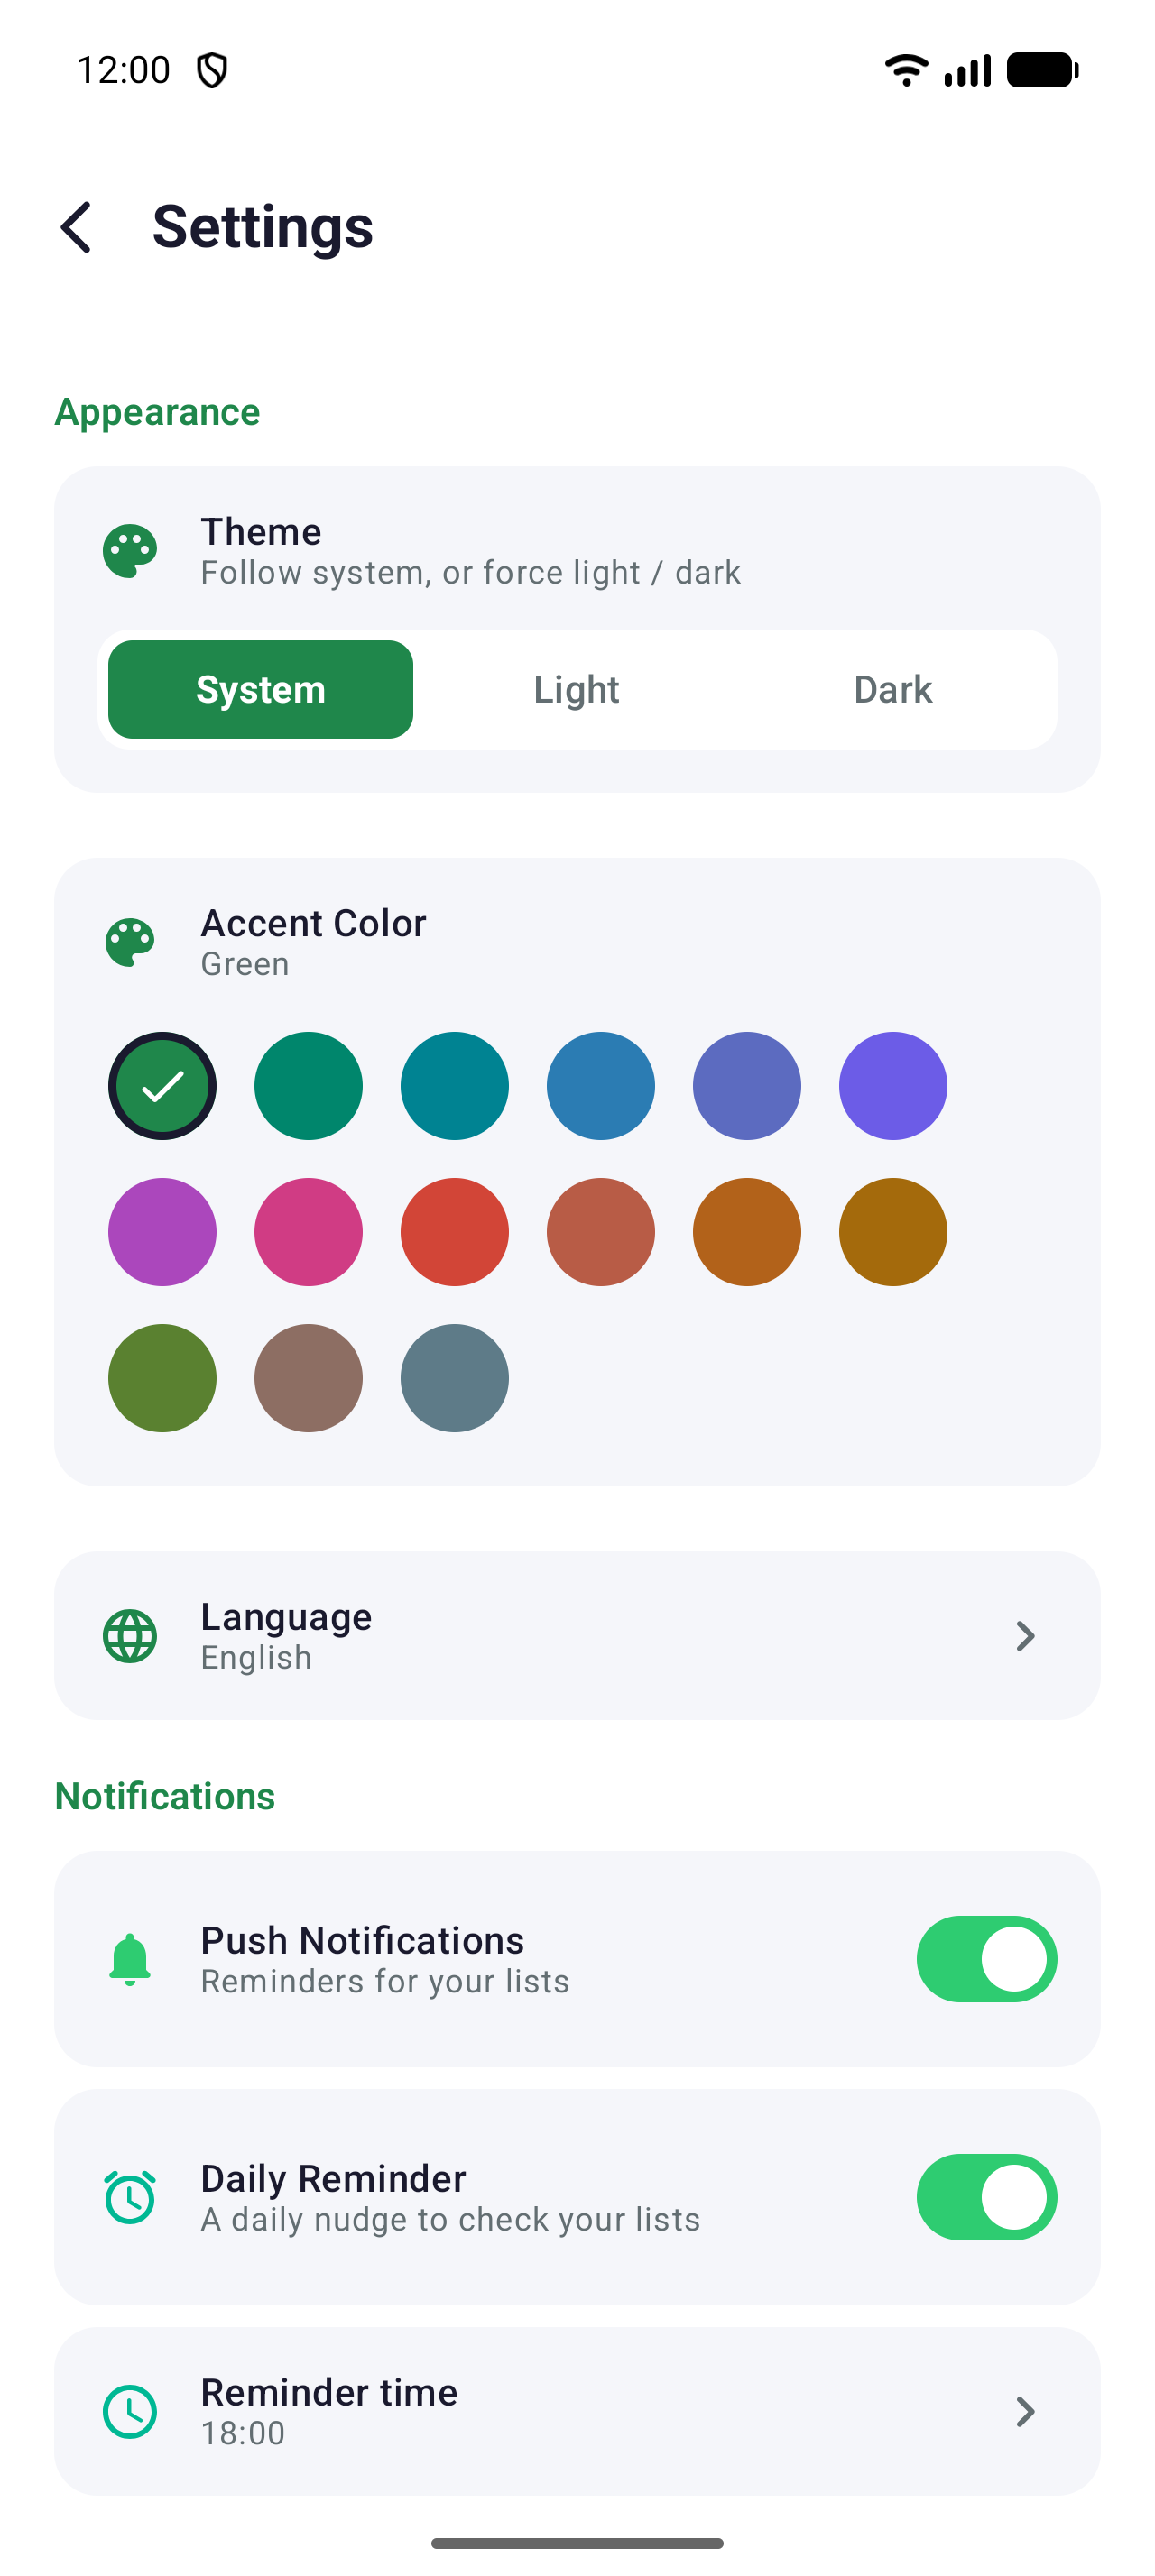 12:00
Settings
Appearance
Theme
Follow system, or force light / dark
System Light Dark
Accent Color
Green
Language
English
Notifications
Push Notifications
Reminders for your lists
Daily Reminder
A daily nudge to check your lists
Reminder time
18:00